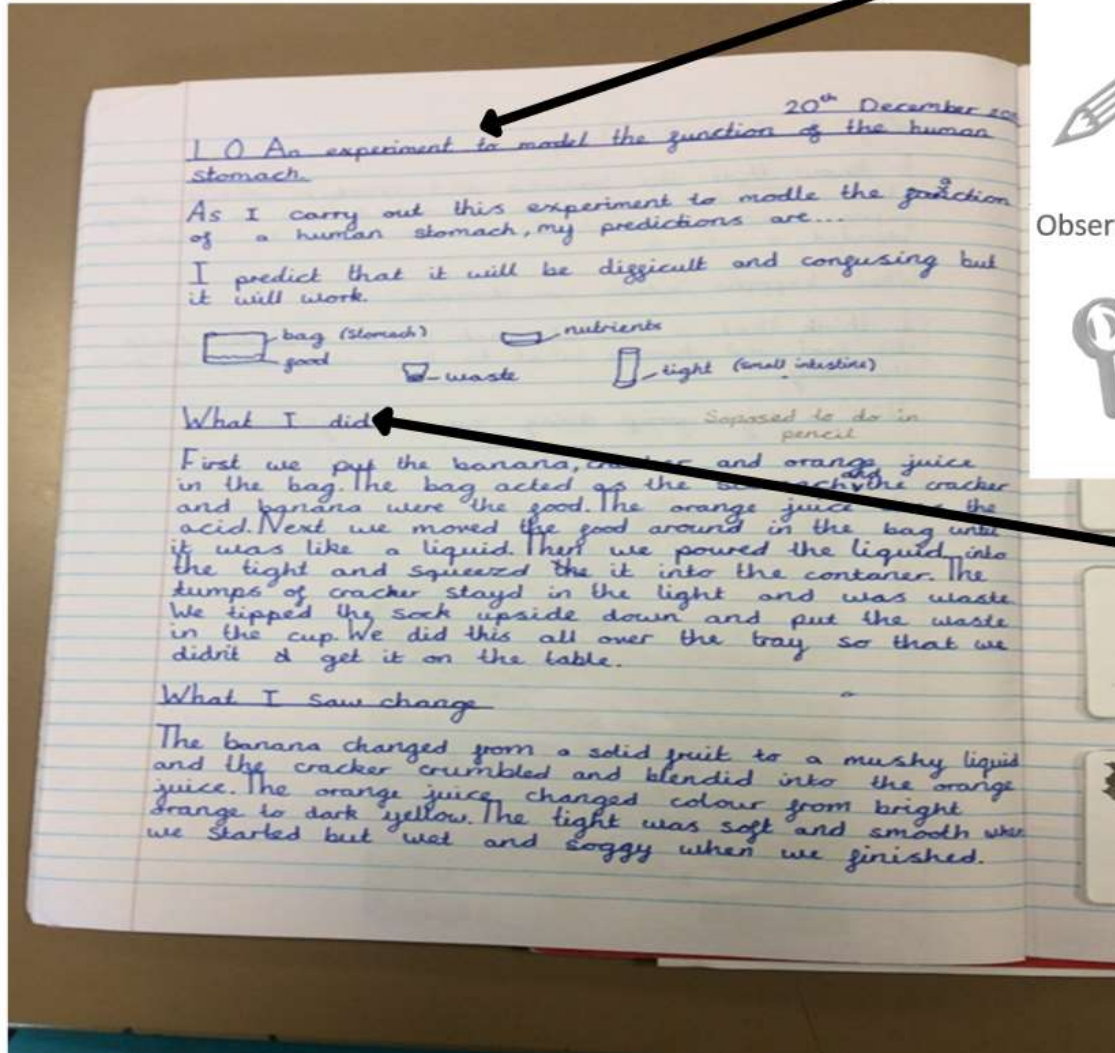 20th December
L O An experiment to model the function of the human
stomach.
As I carry out this experiment to modle the function
of a human stomach, my predictions are...
I predict that it will be difficult and confusing but
it will work.
bag (Stomach)
food
waste
nutrients
tight (small intestine)
What I did
Soposed to do in
pencil
First we put the banana, cracker and orange juice
in the bag. The bag acted as the stomach and the cracker
and banana were the food. The orange juice the
acid. Next we moved the food around in the bag until
it was like a liquid. Then we poured the liquid into
the tight and squeezd the it into the contaner. The
lumps of cracker stayd in the tight and was waste.
We tipped the sock upside down and put the waste
in the cup. We did this all over the tray so that we
didn't get it on the table.
What I saw change
The banana changed from a solid fruit to a mushy liquid
and the cracker crumbled and blendid into the orange
juice. The orange juice changed colour from bright
orange to dark yellow. The tight was soft and smooth when
we started but wet and soggy when we finished.
Obser